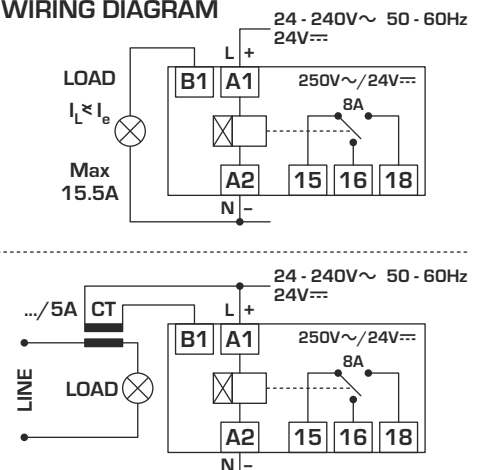 WIRING DIAGRAM
24 - 240V~ 50 - 60Hz
24V⎓
L +
LOAD
B1 A1
250V~/24V⎓
8A
Max
15.5A
A2 15 16 18
N -
24 - 240V~ 50 - 60Hz
24V⎓
.../5A CT
L +
B1 A1
250V~/24V⎓
8A
LINE
LOAD
A2 15 16 18
N -